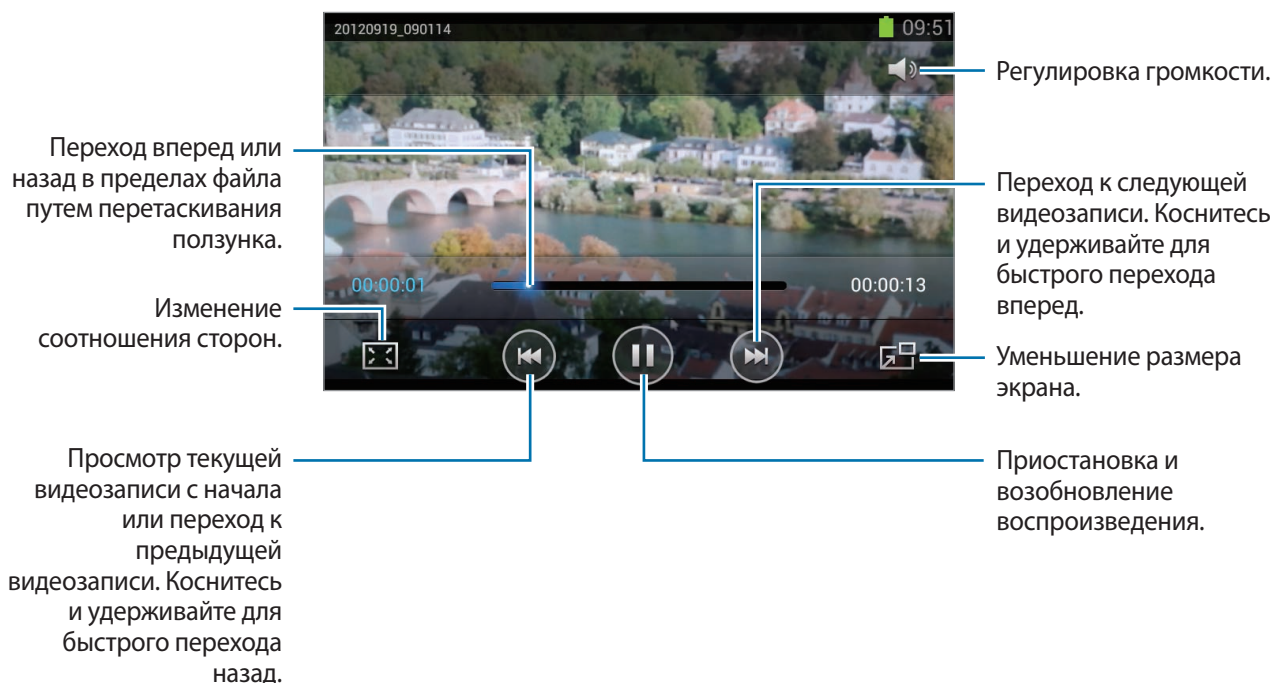 20120919_090114
09:51
Регулировка громкости.
Переход вперед или
назад в пределах файла
путем перетаскивания
ползунка.
Переход к следующей
видеозаписи. Коснитесь
и удерживайте для
быстрого перехода
вперед.
00:00:01
00:00:13
Изменение
соотношения сторон.
Уменьшение размера
экрана.
Просмотр текущей
видеозаписи с начала
или переход к
предыдущей
видеозаписи. Коснитесь
и удерживайте для
быстрого перехода
назад.
Приостановка и
возобновление
воспроизведения.